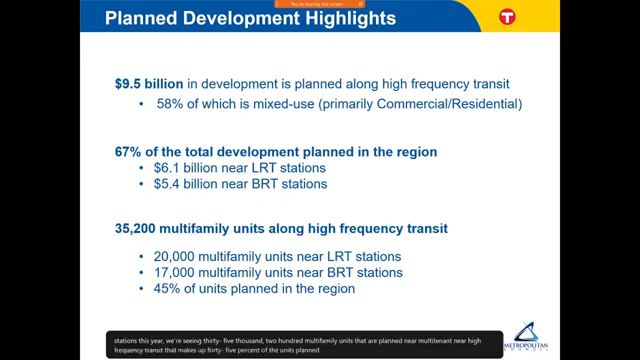 You're sharing this screen
Planned Development Highlights
T
$9.5 billion in development is planned along high frequency transit
• 58% of which is mixed-use (primarily Commercial/Residential)
67% of the total development planned in the region
• $6.1 billion near LRT stations
• $5.4 billion near BRT stations
35,200 multifamily units along high frequency transit
• 20,000 multifamily units near LRT stations
• 17,000 multifamily units near BRT stations
• 45% of units planned in the region
stations this year, we're seeing thirty- five thousand, two hundred multifamily units that are planned near multitenant near high
frequency transit that makes up forty- five percent of the units planned.
METROPOLITAN
COUNCIL